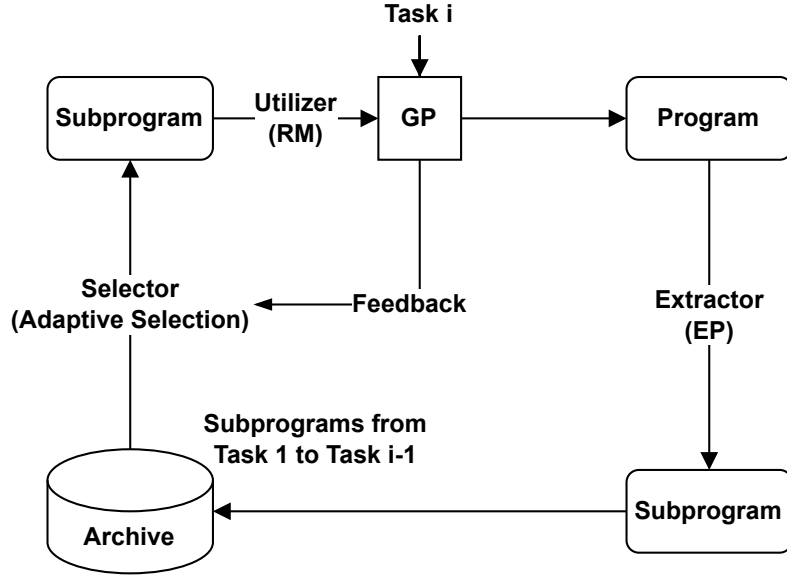 Task i
Subprogram
Utilizer
(RM)
GP
Program
Selector
(Adaptive Selection)
Feedback
Extractor
(EP)
Subprograms from
Task 1 to Task i-1
Archive
Subprogram